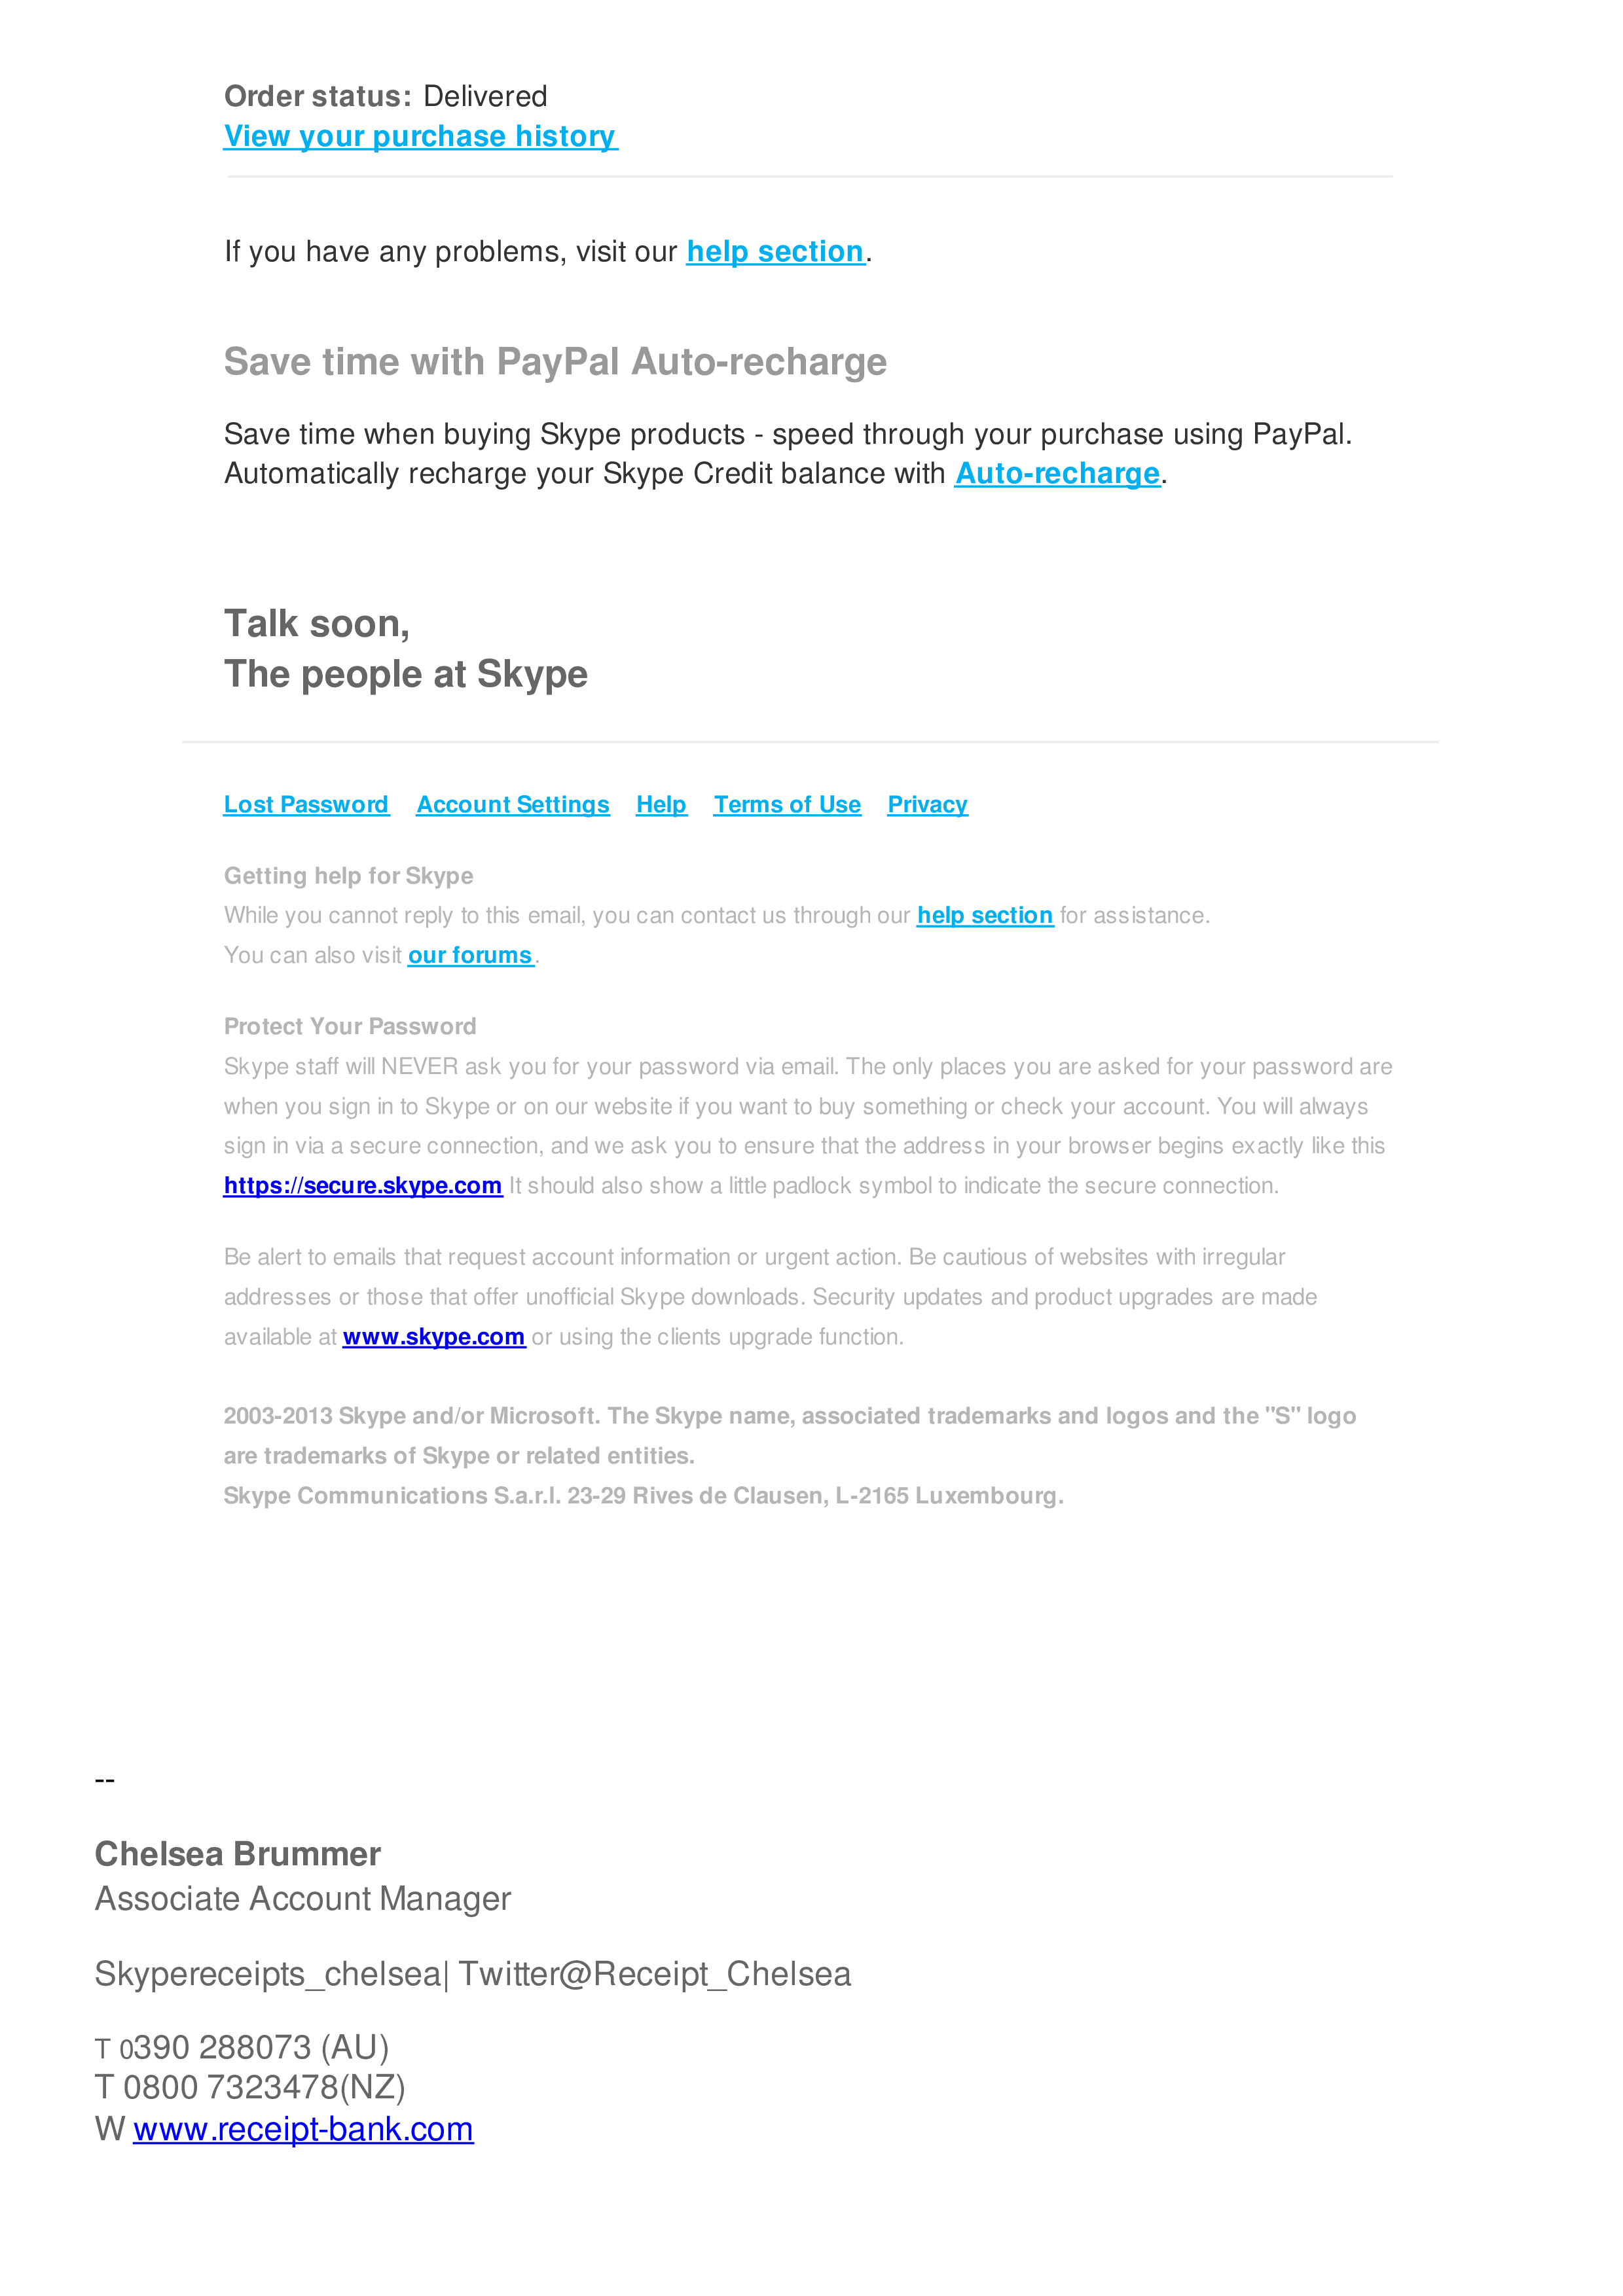 Order status: Delivered
View your purchase history
If you have any problems, visit our help section.
Save time with PayPal Auto-recharge
Save time when buying Skype products - speed through your purchase using PayPal.
Automatically recharge your Skype Credit balance with Auto-recharge.
Talk soon,
The people at Skype
Lost Password Account Settings Help Terms of Use Privacy
Getting help for Skype
While you cannot reply to this email, you can contact us through our help section for assistance.
You can also visit our forums.
Protect Your Password
Skype staff will NEVER ask you for your password via email. The only places you are asked for your password are
when you sign in to Skype or on our website if you want to buy something or check your account. You will always
sign in via a secure connection, and we ask you to ensure that the address in your browser begins exactly like this
https://secure.skype.com It should also show a little padlock symbol to indicate the secure connection.
Be alert to emails that request account information or urgent action. Be cautious of websites with irregular
addresses or those that offer unofficial Skype downloads. Security updates and product upgrades are made
available at www.skype.com or using the clients upgrade function.
2003-2013 Skype and/or Microsoft. The Skype name, associated trademarks and logos and the "S" logo
are trademarks of Skype or related entities.
Skype Communications S.a.r.l. 23-29 Rives de Clausen, L-2165 Luxembourg.
--
Chelsea Brummer
Associate Account Manager
Skypereceipts_chelsea| Twitter@Receipt_Chelsea
T 0390 288073 (AU)
T 0800 7323478(NZ)
W www.receipt-bank.com